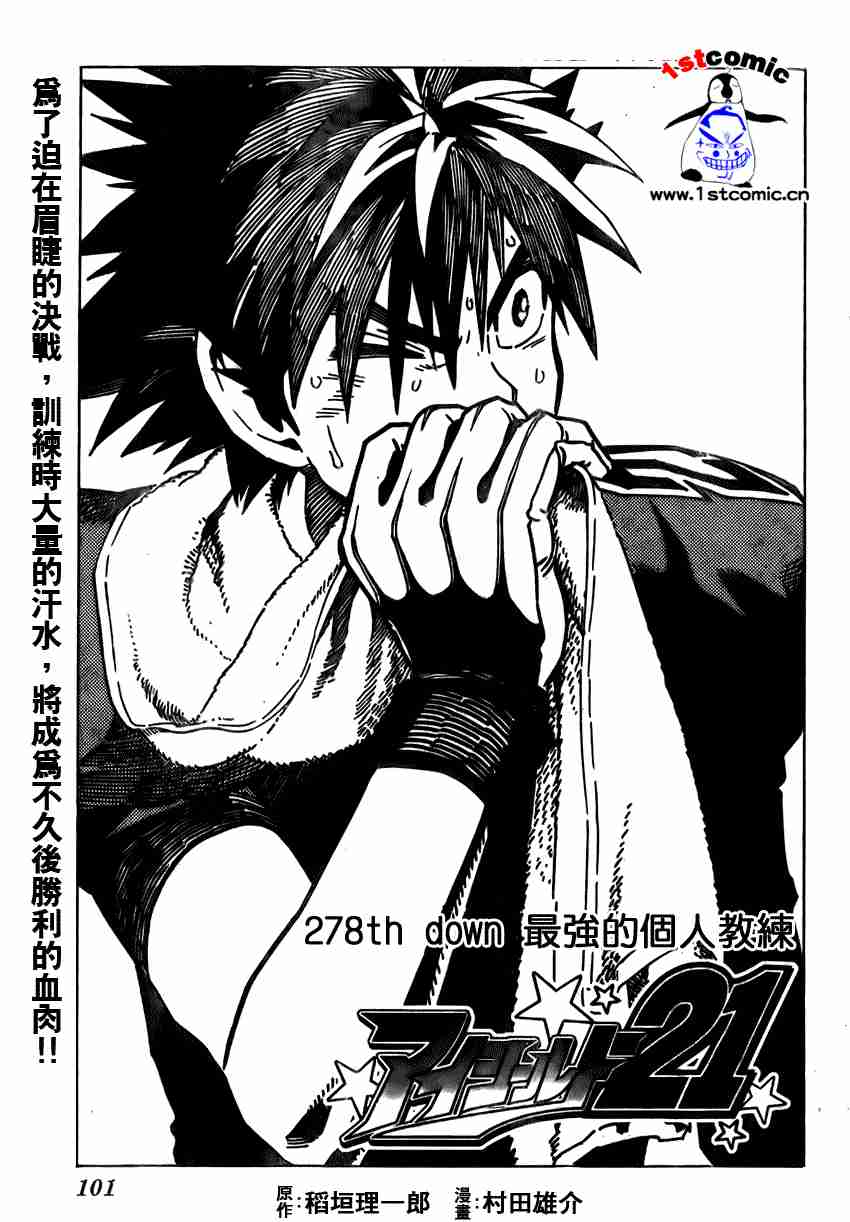 1stcomic
www.1stcomic.cn
為了迫在眉睫的決戰，訓練時大量的汗水，將成為不久後勝利的血肉!!
278th down 最強的個人教練
アイシールド21
101
原作:稻垣理一郎 漫畫:村田雄介